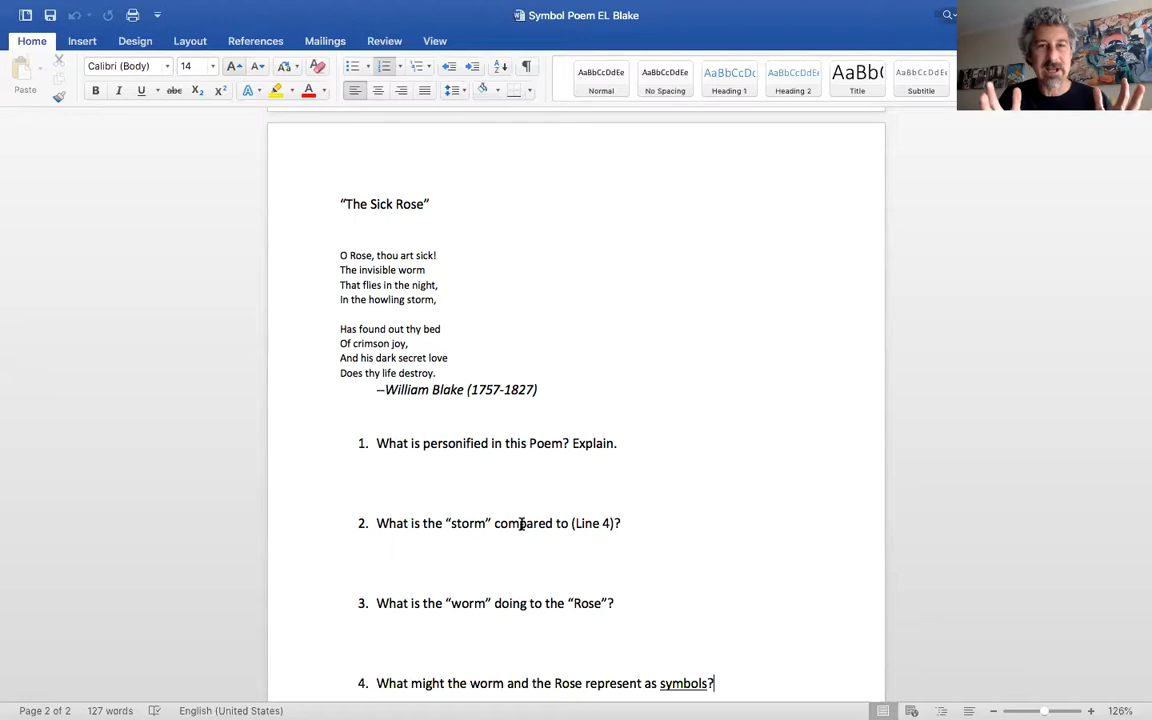 Symbol Poem EL Blake
Home Insert Design Layout References Mailings Review View
Paste
Calibri (Body) 14
AaBbCcDdEe AaBbCcDdEe AaBbCcDc AaBbCcDdEe AaBb( AaBbCcDdEe
Normal No Spacing Heading 1 Heading 2 Title Subtitle
“The Sick Rose”
O Rose, thou art sick!
The invisible worm
That flies in the night,
In the howling storm,
Has found out thy bed
Of crimson joy,
And his dark secret love
Does thy life destroy.
--William Blake (1757-1827)
1. What is personified in this Poem? Explain.
2. What is the “storm” compared to (Line 4)?
3. What is the “worm” doing to the “Rose”?
4. What might the worm and the Rose represent as symbols?
Page 2 of 2 127 words English (United States) 126%